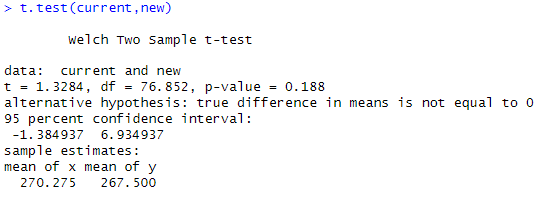 > t.test(current,new)
Welch Two Sample t-test
data:  current and new
t = 1.3284, df = 76.852, p-value = 0.188
alternative hypothesis: true difference in means is not equal to 0
95 percent confidence interval:
 -1.384937  6.934937
sample estimates:
mean of x mean of y
  270.275   267.500